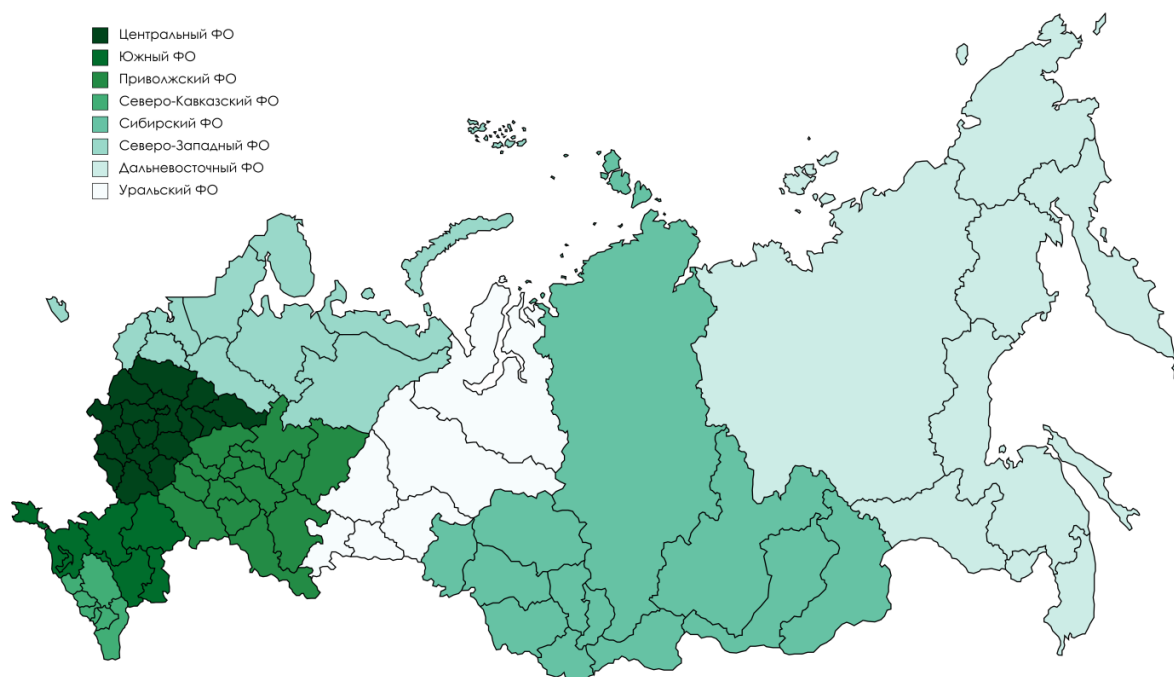 Центральный ФО
Южный ФО
Приволжский ФО
Северо-Кавказский ФО
Сибирский ФО
Северо-Западный ФО
Дальневосточный ФО
Уральский ФО